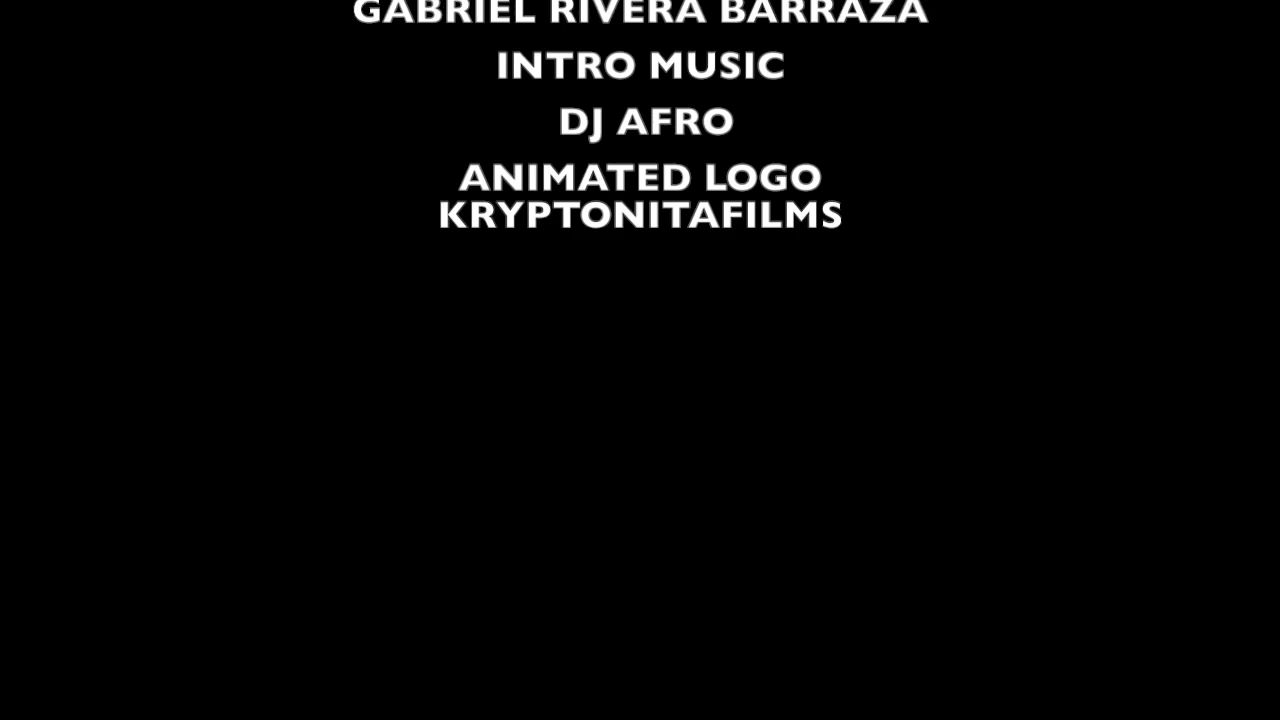 GABRIEL RIVERA BARRAZA
INTRO MUSIC
DJ AFRO
ANIMATED LOGO
KRYPTONITAFILMS